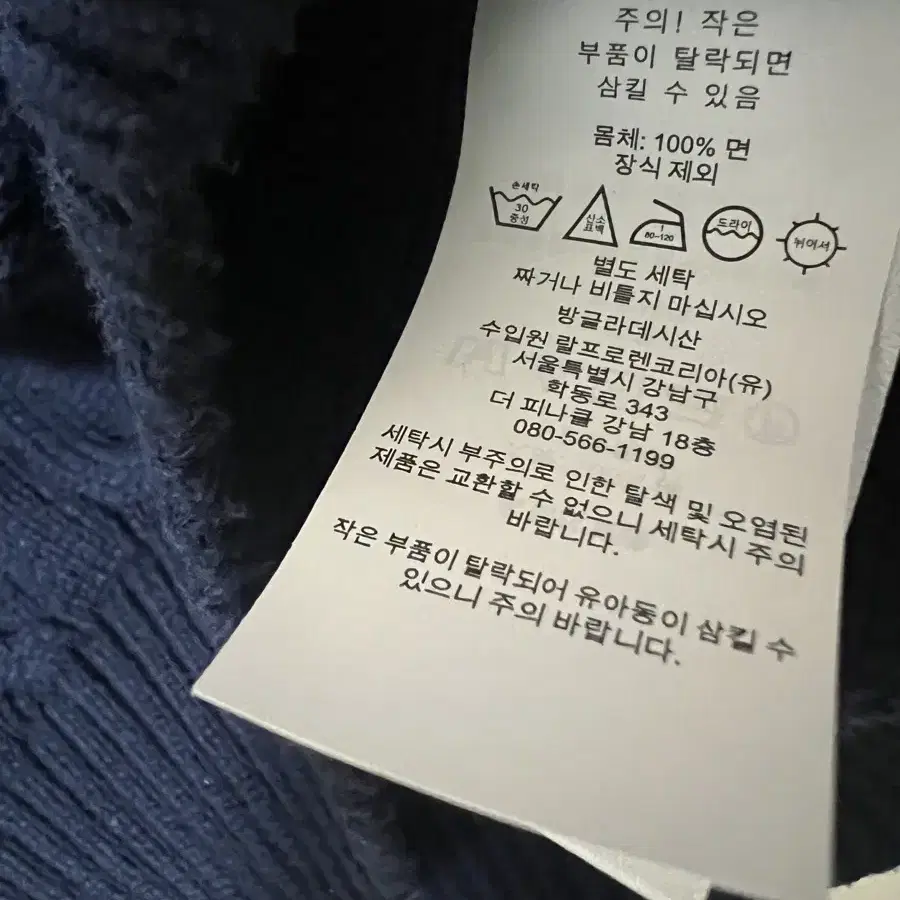 주의! 작은
부품이 탈락되면
삼킬 수 있음
몸체: 100% 면
장식 제외
손세탁
30
중성
산소
표백
80-120
드라이
뉘어서
별도 세탁
짜거나 비틀지 마십시오
방글라데시산
수입원 랄프로렌코리아(유)
서울특별시 강남구
학동로 343
더 피나클 강남 18층
080-566-1199
세탁시 부주의로 인한 탈색 및 오염된
제품은 교환할 수 없으니 세탁시 주의
바랍니다.
작은 부품이 탈락되어 유아동이 삼킬 수
있으니 주의 바랍니다.